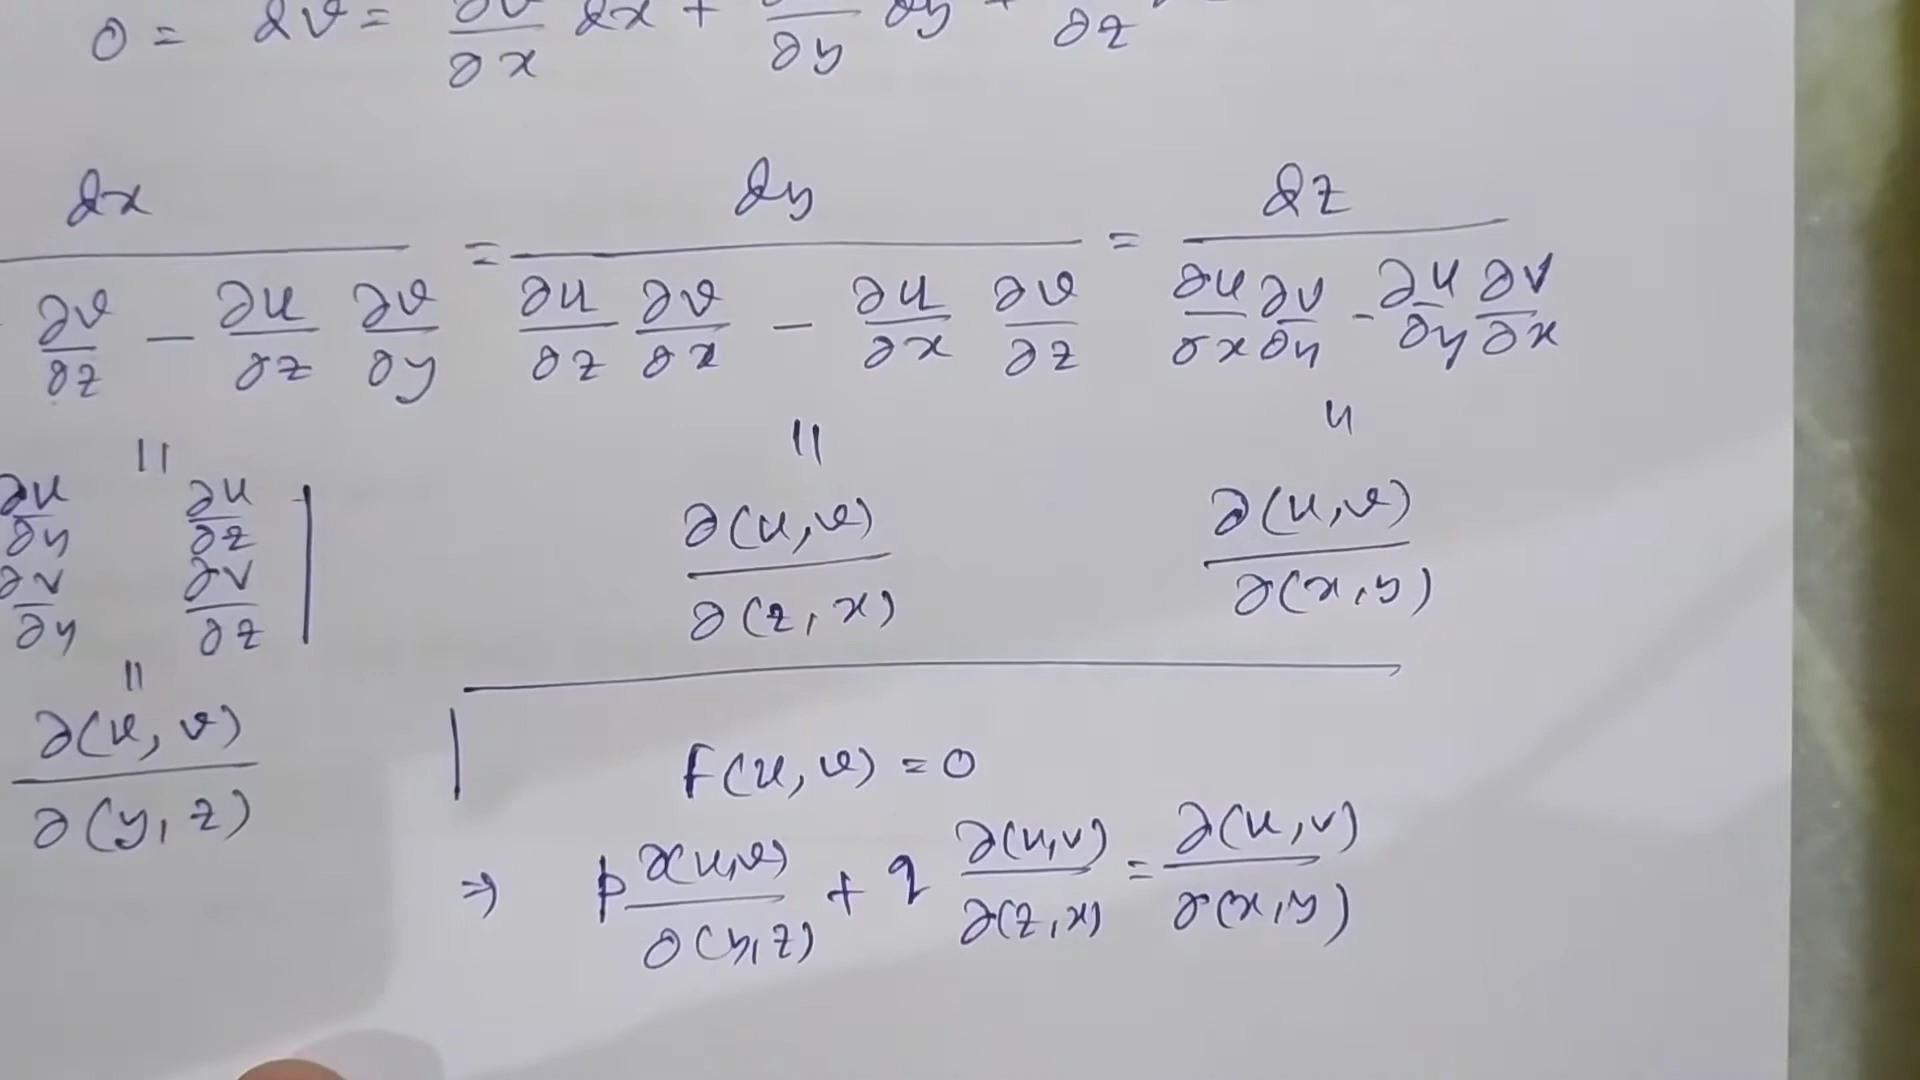 0 = dv = ∂v/∂x dx + ∂y dy + ∂z
dx = dy = dz
∂v/∂z − ∂u/∂z ∂v/∂y   ∂u/∂z ∂v/∂x − ∂u/∂x ∂v/∂z   ∂u/∂x ∂v/∂y - ∂u/∂y ∂v/∂x
|| || ||
∂u/∂y ∂u/∂z |   ∂(u,v)/∂(z,x)   ∂(u,v)/∂(x,y)
∂v/∂y ∂v/∂z |
||
∂(u,v)/∂(y,z)
F(u,v) = 0
⇒ p ∂(u,v)/∂(y,z) + q ∂(u,v)/∂(z,x) = ∂(u,v)/∂(x,y)